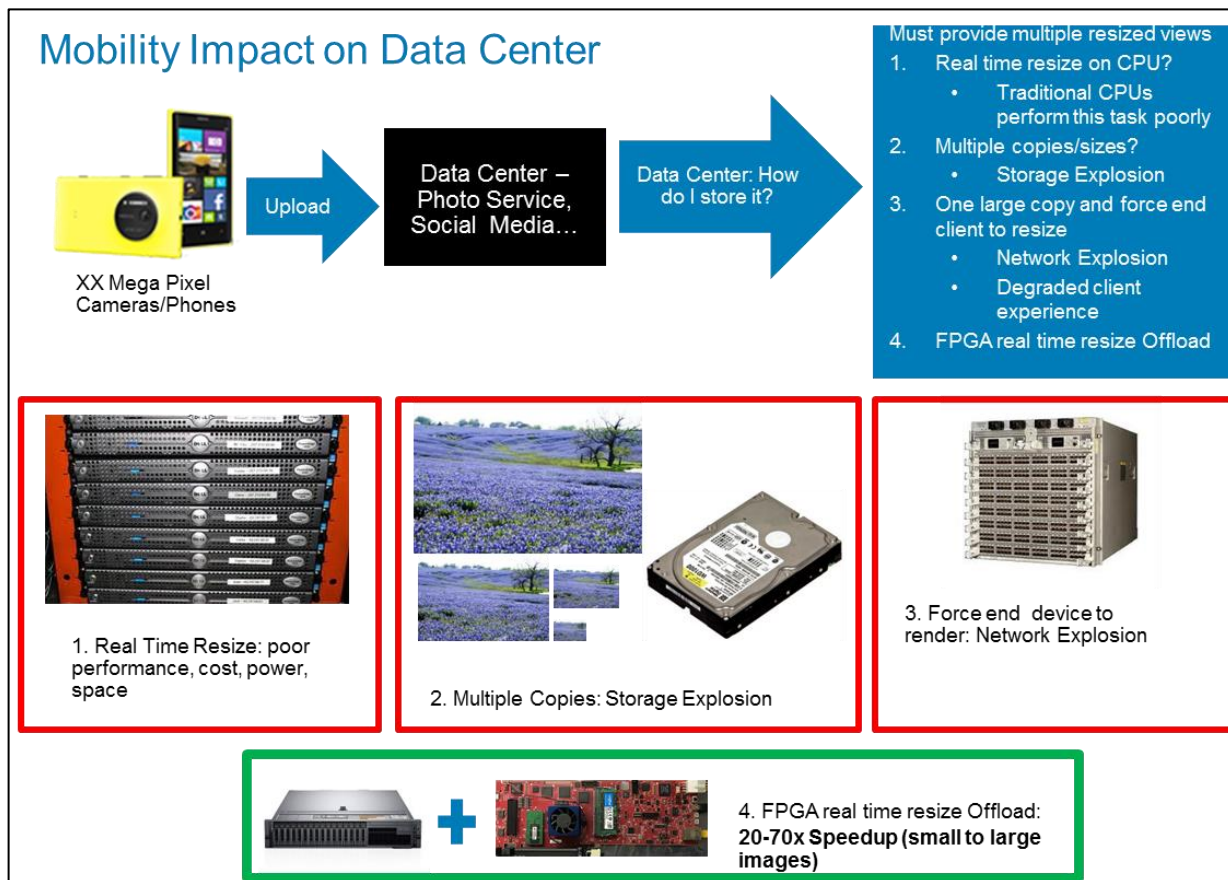 Mobility Impact on Data Center
XX Mega Pixel
Cameras/Phones
Upload
Data Center –
Photo Service,
Social Media…
Data Center: How
do I store it?
Must provide multiple resized views
1. Real time resize on CPU?
• Traditional CPUs
perform this task poorly
2. Multiple copies/sizes?
• Storage Explosion
3. One large copy and force end
client to resize
• Network Explosion
• Degraded client
experience
4. FPGA real time resize Offload
1. Real Time Resize: poor
performance, cost, power,
space
2. Multiple Copies: Storage Explosion
3. Force end device to
render: Network Explosion
4. FPGA real time resize Offload:
20-70x Speedup (small to large
images)